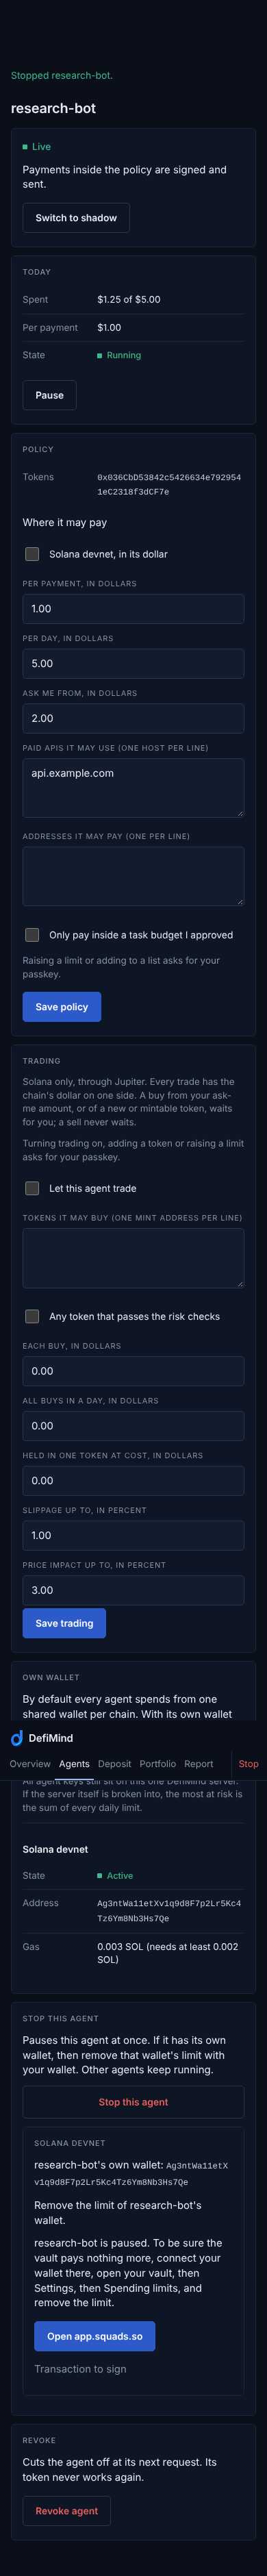 Stopped research-bot.
research-bot
Live
Payments inside the policy are signed and
sent.
Switch to shadow
TODAY
Spent
$1.25 of $5.00
Per payment
$1.00
State
Running
Pause
POLICY
Tokens
0x036CbD53842c5426634e792954
1eC2318f3dCF7e
Where it may pay
Solana devnet, in its dollar
PER PAYMENT, IN DOLLARS
1.00
PER DAY, IN DOLLARS
5.00
ASK ME FROM, IN DOLLARS
2.00
PAID APIS IT MAY USE (ONE HOST PER LINE)
api.example.com
ADDRESSES IT MAY PAY (ONE PER LINE)
Only pay inside a task budget I approved
Raising a limit or adding to a list asks for your
passkey.
Save policy
TRADING
Solana only, through Jupiter. Every trade has the
chain's dollar on one side. A buy from your ask-
me amount, or of a new or mintable token, waits
for you; a sell never waits.
Turning trading on, adding a token or raising a limit
asks for your passkey.
Let this agent trade
TOKENS IT MAY BUY (ONE MINT ADDRESS PER LINE)
Any token that passes the risk checks
EACH BUY, IN DOLLARS
0.00
ALL BUYS IN A DAY, IN DOLLARS
0.00
HELD IN ONE TOKEN AT COST, IN DOLLARS
0.00
SLIPPAGE UP TO, IN PERCENT
1.00
PRICE IMPACT UP TO, IN PERCENT
3.00
Save trading
OWN WALLET
By default every agent spends from one
shared wallet per chain. With its own wallet
DefiMind
Overview Agents Deposit Portfolio Report Stop
All agent keys still sit on this one DefiMind server.
If the server itself is broken into, the most at risk is
the sum of every daily limit.
Solana devnet
State
Active
Address
Ag3ntWa11etXv1q9d8F7p2Lr5Kc4
Tz6Ym8Nb3Hs7Qe
Gas
0.003 SOL (needs at least 0.002
SOL)
STOP THIS AGENT
Pauses this agent at once. If it has its own
wallet, then remove that wallet's limit with
your wallet. Other agents keep running.
Stop this agent
SOLANA DEVNET
research-bot's own wallet: Ag3ntWa11etX
v1q9d8F7p2Lr5Kc4Tz6Ym8Nb3Hs7Qe
Remove the limit of research-bot's
wallet.
research-bot is paused. To be sure the
vault pays nothing more, connect your
wallet there, open your vault, then
Settings, then Spending limits, and
remove the limit.
Open app.squads.so
Transaction to sign
REVOKE
Cuts the agent off at its next request. Its
token never works again.
Revoke agent